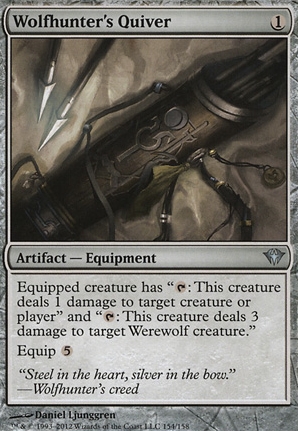 Wolfhunter's Quiver 1
Artifact — Equipment
Equipped creature has “: This creature
deals 1 damage to target creature or
player” and “: This creature deals 3
damage to target Werewolf creature.”
Equip 5
“Steel in the heart, silver in the bow.”
—Wolfhunter's creed
Daniel Ljunggren
™ & © 1993–2012 Wizards of the Coast LLC 154/158